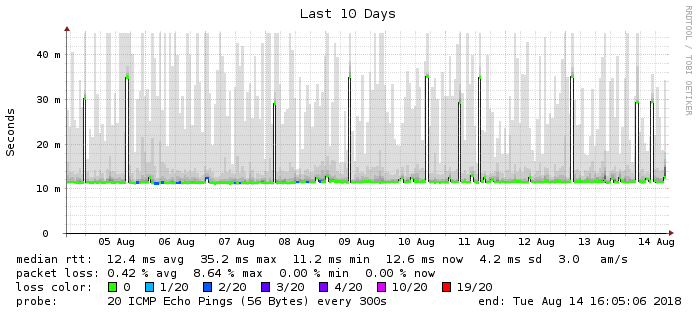 Last 10 Days
RRDTOOL / TOBI OETIKER
Seconds
40 m
30 m
20 m
10 m
0
05 Aug 06 Aug 07 Aug 08 Aug 09 Aug 10 Aug 11 Aug 12 Aug 13 Aug 14 Aug
median rtt: 12.4 ms avg 35.2 ms max 11.2 ms min 12.6 ms now 4.2 ms sd 3.0 am/s
packet loss: 0.42 % avg 8.64 % max 0.00 % min 0.00 % now
loss color: 0 1/20 2/20 3/20 4/20 10/20 19/20
probe: 20 ICMP Echo Pings (56 Bytes) every 300s end: Tue Aug 14 16:05:06 2018